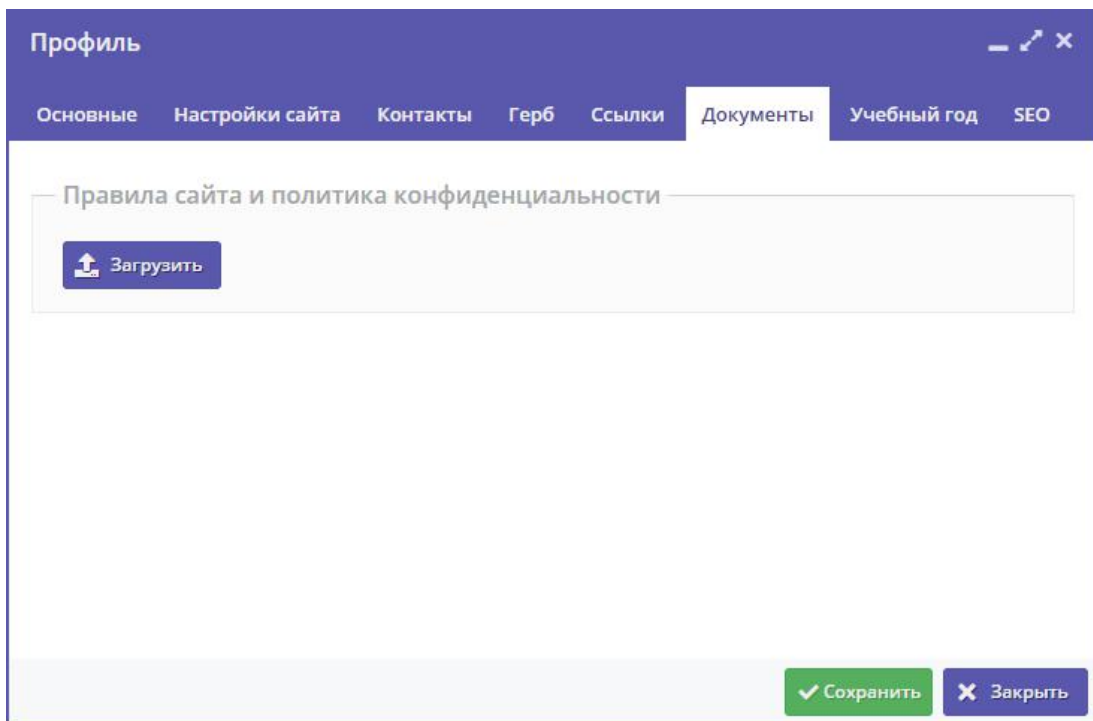 Профиль
Основные Настройки сайта Контакты Герб Ссылки Документы Учебный год SEO
Правила сайта и политика конфиденциальности
Загрузить
Сохранить Закрыть